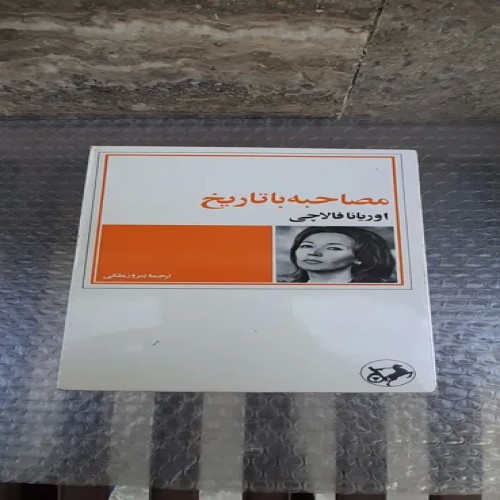 مصاحبه با تاریخ
اوریانا فالاچی
ترجمه پیروز ملکی